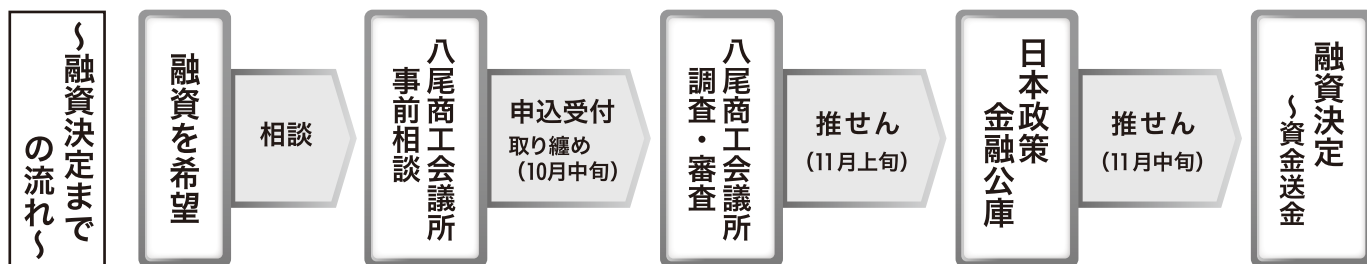 ～融資決定まで
の流れ～
融資を希望
相談
八尾商工会議所
事前相談
申込受付
取り纏め
（10月中旬）
八尾商工会議所
調査・審査
推せん
（11月上旬）
日本政策
金融公庫
推せん
（11月中旬）
融資決定
～資金送金